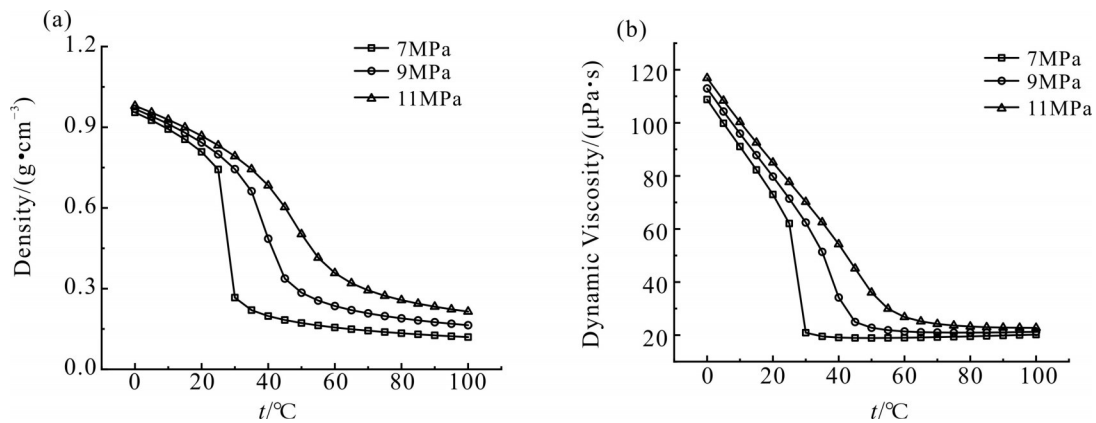 (a)
7MPa
9MPa
11MPa
1.2
0.9
0.6
0.3
0.0
Density/(g•cm⁻³)
0 20 40 60 80 100
t/℃
(b)
7MPa
9MPa
11MPa
120
100
80
60
40
20
Dynamic Viscosity/(μPa•s)
0 20 40 60 80 100
t/℃